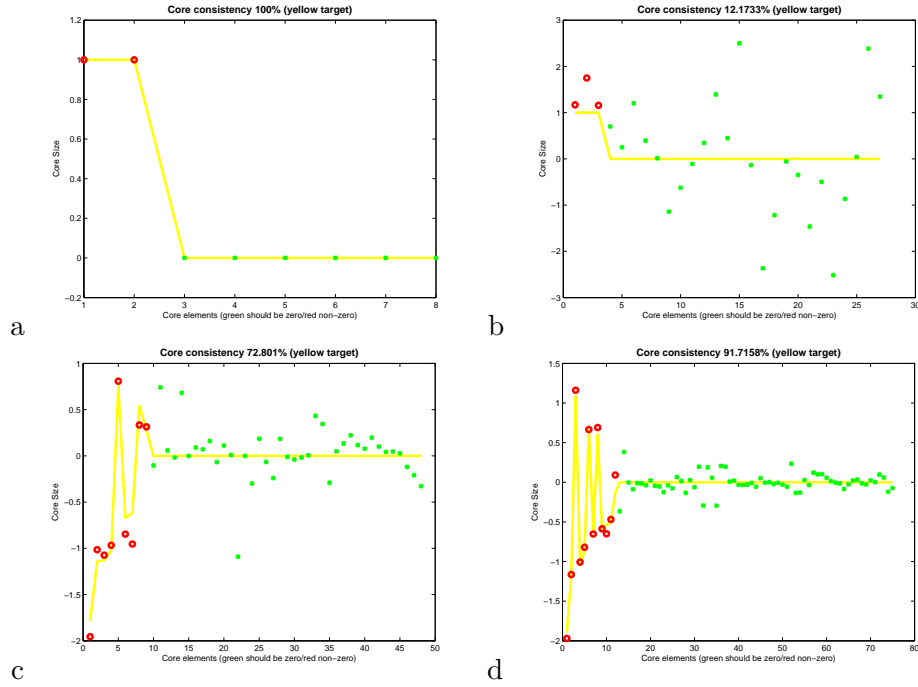 Core consistency 100% (yellow target)
1.2
1
0.8
0.6
0.4
0.2
0
−0.2
Core Size
1 2 3 4 5 6 7 8
Core elements (green should be zero/red non−zero)
a
Core consistency 12.1733% (yellow target)
3
2
1
0
−1
−2
−3
Core Size
0 5 10 15 20 25 30
Core elements (green should be zero/red non−zero)
b
Core consistency 72.801% (yellow target)
1
0.5
0
−0.5
−1
−1.5
−2
Core Size
0 5 10 15 20 25 30 35 40 45 50
Core elements (green should be zero/red non−zero)
c
Core consistency 91.7158% (yellow target)
1.5
1
0.5
0
−0.5
−1
−1.5
−2
Core Size
0 10 20 30 40 50 60 70 80
Core elements (green should be zero/red non−zero)
d